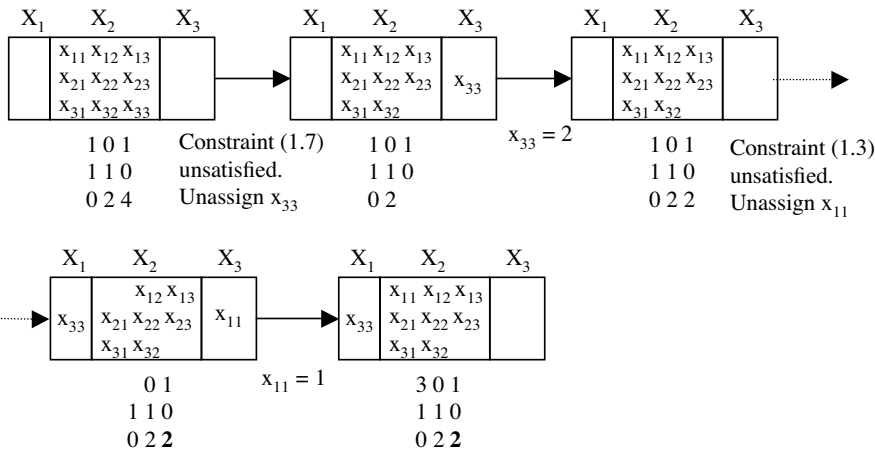 X₁ X₂ X₃ X₁ X₂ X₃ X₁ X₂ X₃
x₁₁ x₁₂ x₁₃ x₁₁ x₁₂ x₁₃ x₁₁ x₁₂ x₁₃
x₂₁ x₂₂ x₂₃ x₂₁ x₂₂ x₂₃ x₃₃ x₂₁ x₂₂ x₂₃
x₃₁ x₃₂ x₃₃ x₃₁ x₃₂ x₃₁ x₃₂
x₃₃ = 2
1 0 1 Constraint (1.7) 1 0 1 1 0 1 Constraint (1.3)
1 1 0 unsatisfied. 1 1 0 1 1 0 unsatisfied.
0 2 4 Unassign x₃₃ 0 2 0 2 2 Unassign x₁₁
X₁ X₂ X₃ X₁ X₂ X₃
x₁₂ x₁₃ x₁₁ x₁₂ x₁₃
x₃₃ x₂₁ x₂₂ x₂₃ x₁₁ x₃₃ x₂₁ x₂₂ x₂₃
x₃₁ x₃₂ x₃₁ x₃₂
0 1 x₁₁ = 1 3 0 1
1 1 0 1 1 0
0 2 2 0 2 2